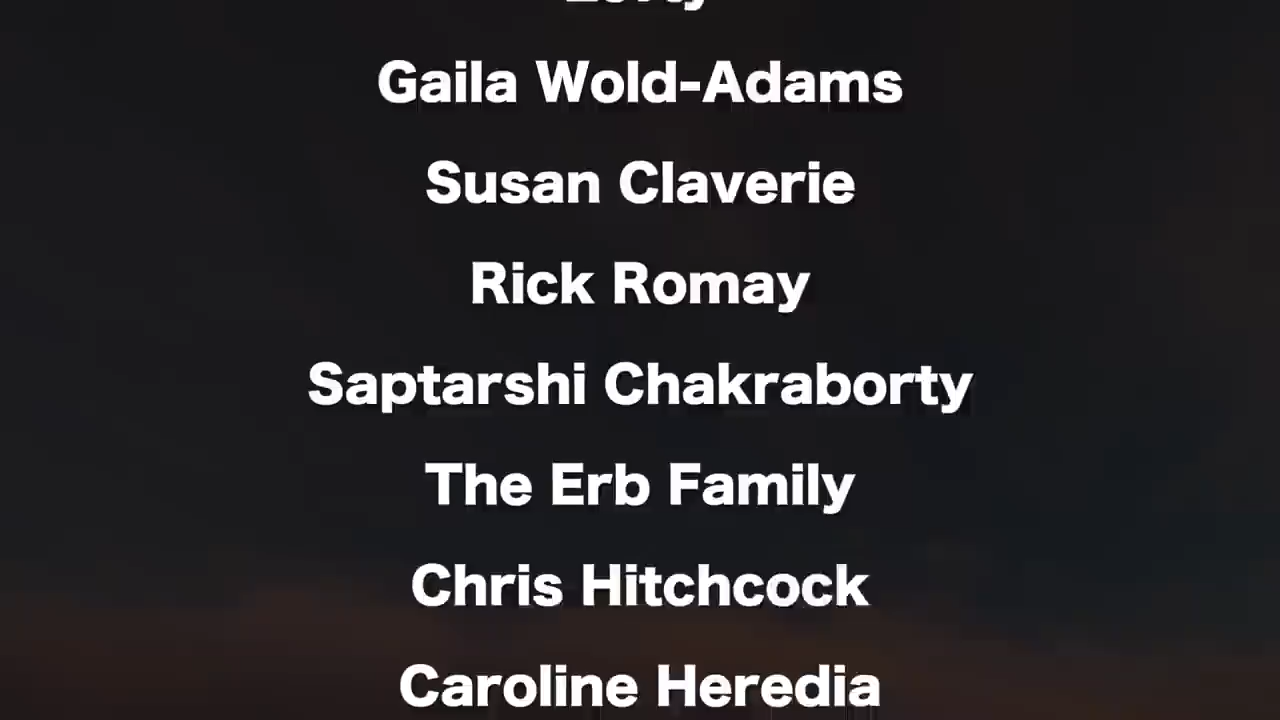 Gaila Wold-Adams
Susan Claverie
Rick Romay
Saptarshi Chakraborty
The Erb Family
Chris Hitchcock
Caroline Heredia